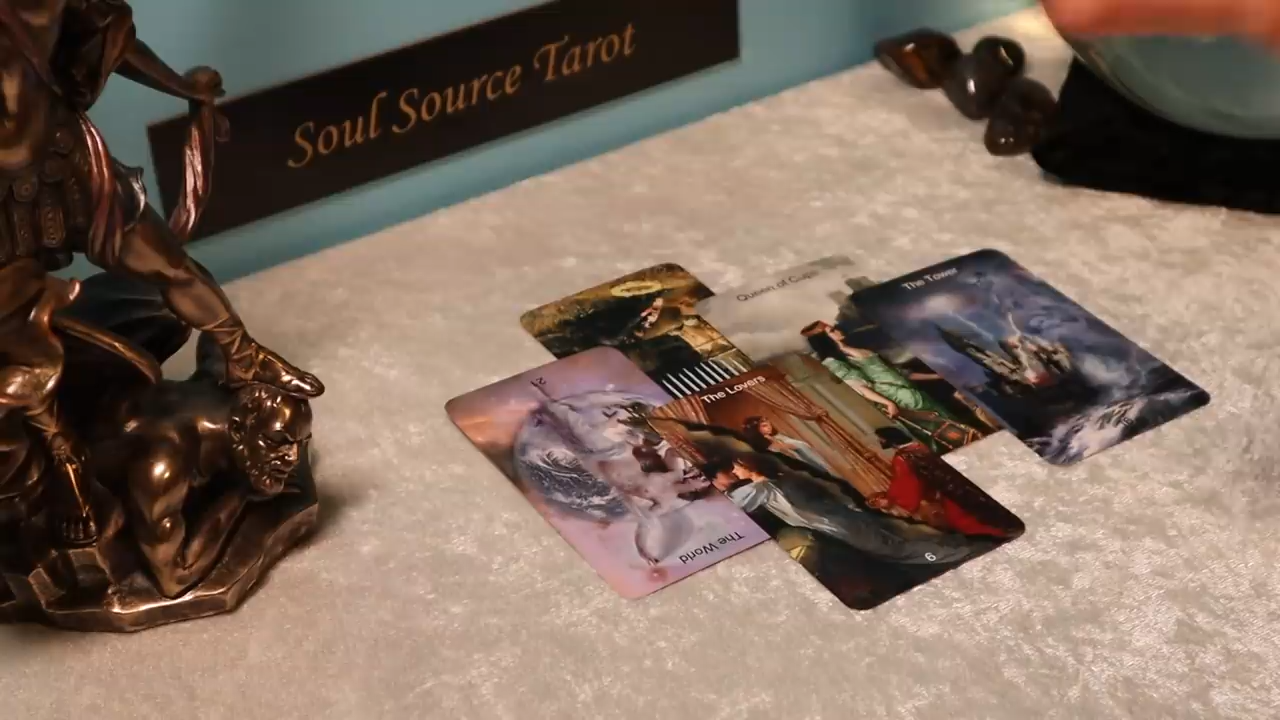 Soul Source Tarot
Queen of Cups
The Tower
The Lovers
21
The World
6